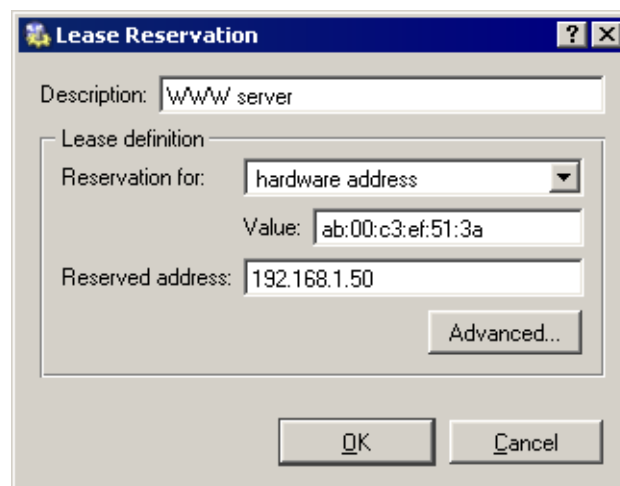 Lease Reservation
Description: WWW server
Lease definition
Reservation for: hardware address
Value: ab:00:c3:ef:51:3a
Reserved address: 192.168.1.50
Advanced...
OK Cancel